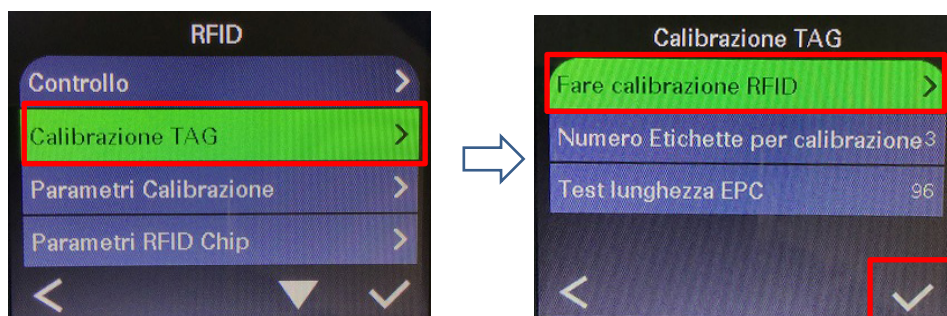 RFID
Controllo
Calibrazione TAG
Parametri Calibrazione
Parametri RFID Chip
Calibrazione TAG
Fare calibrazione RFID
Numero Etichette per calibrazione 3
Test lunghezza EPC 96